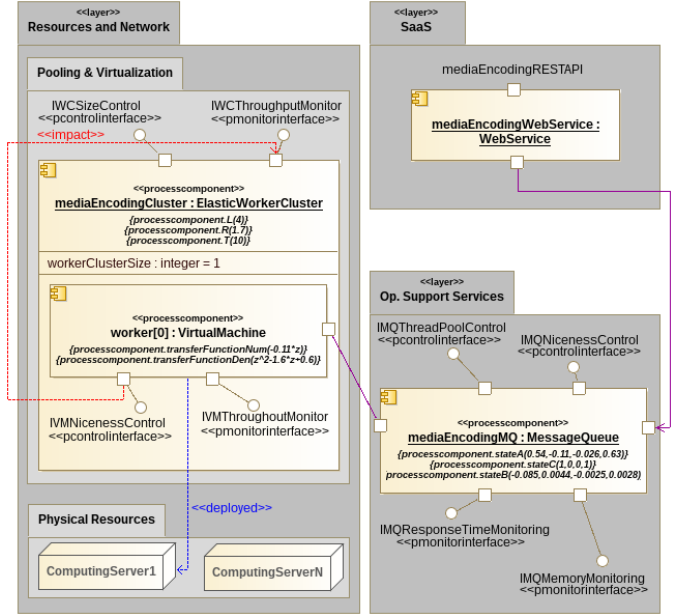 <<layer>>
Resources and Network
Pooling & Virtualization
IWCSizeControl
<<pcontrolinterface>>
IWCThroughputMonitor
<<pmonitorinterface>>
<<impact>>
<<processcomponent>>
mediaEncodingCluster : ElasticWorkerCluster
{processcomponent.L(4)}
{processcomponent.R(1.7)}
{processcomponent.T(10)}
workerClusterSize : integer = 1
<<processcomponent>>
worker[0] : VirtualMachine
{processcomponent.transferFunctionNum(-0.11*z)}
{processcomponent.transferFunctionDen(z^2-1.6*z+0.6)}
IVMNicenessControl
<<pcontrolinterface>>
IVMThroughoutMonitor
<<pmonitorinterface>>
<<deployed>>
Physical Resources
ComputingServer1
ComputingServerN
<<layer>>
SaaS
mediaEncodingRESTAPI
mediaEncodingWebService :
WebService
<<layer>>
Op. Support Services
IMQThreadPoolControl
<<pcontrolinterface>>
IMQNicenessControl
<<pcontrolinterface>>
<<processcomponent>>
mediaEncodingMQ : MessageQueue
{processcomponent.stateA(0.54,-0.11,-0.026,0.63)}
{processcomponent.stateC(1,0,0,1)}
processcomponent.stateB(-0.085,0.0044,-0.0025,0.0028)
IMQResponseTimeMonitoring
<<pmonitorinterface>>
IMQMemoryMonitoring
<<pmonitorinterface>>